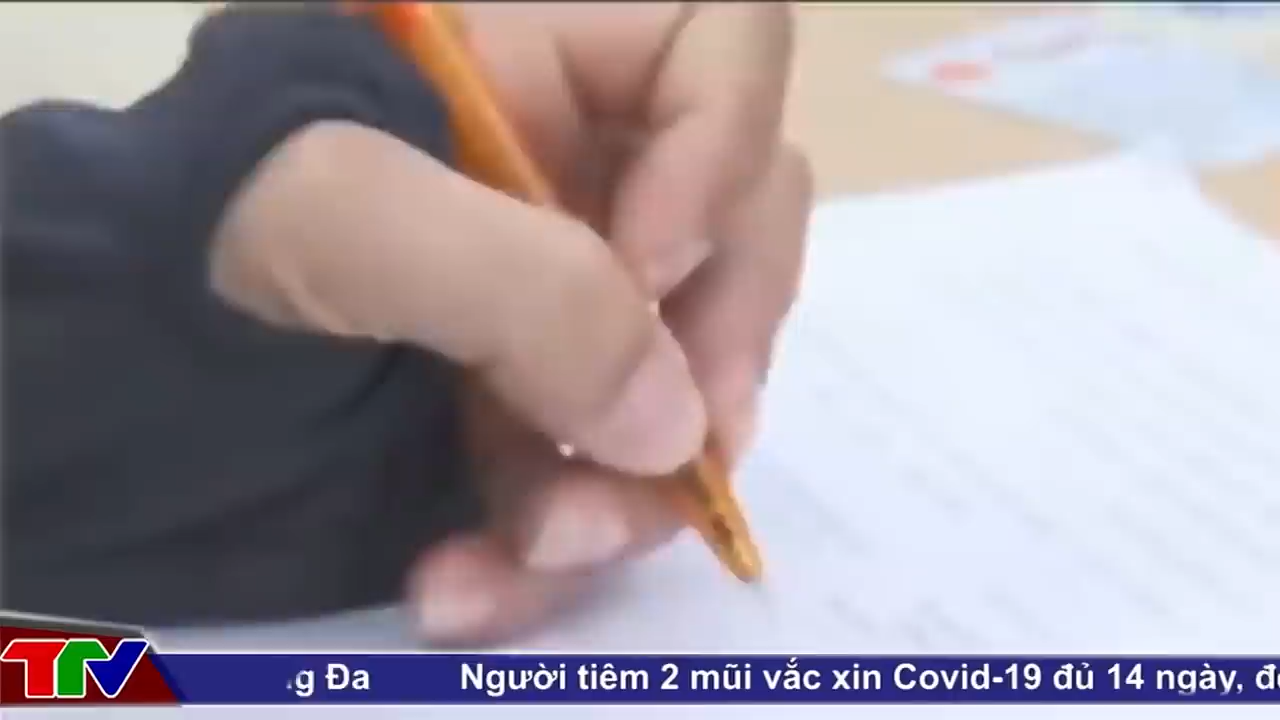 TTV
Đa Người tiêm 2 mũi vắc xin Covid-19 đủ 14 ngày,